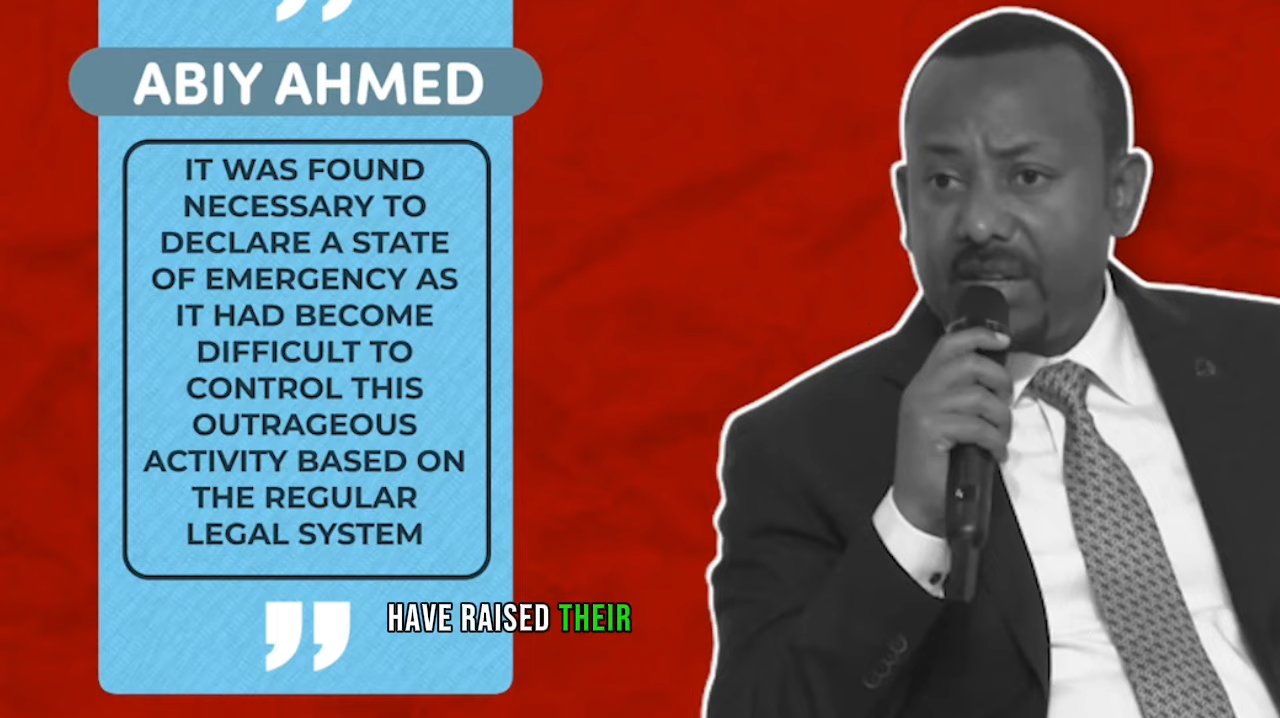 ABIY AHMED
IT WAS FOUND
NECESSARY TO
DECLARE A STATE
OF EMERGENCY AS
IT HAD BECOME
DIFFICULT TO
CONTROL THIS
OUTRAGEOUS
ACTIVITY BASED ON
THE REGULAR
LEGAL SYSTEM
”
HAVE RAISED THEIR